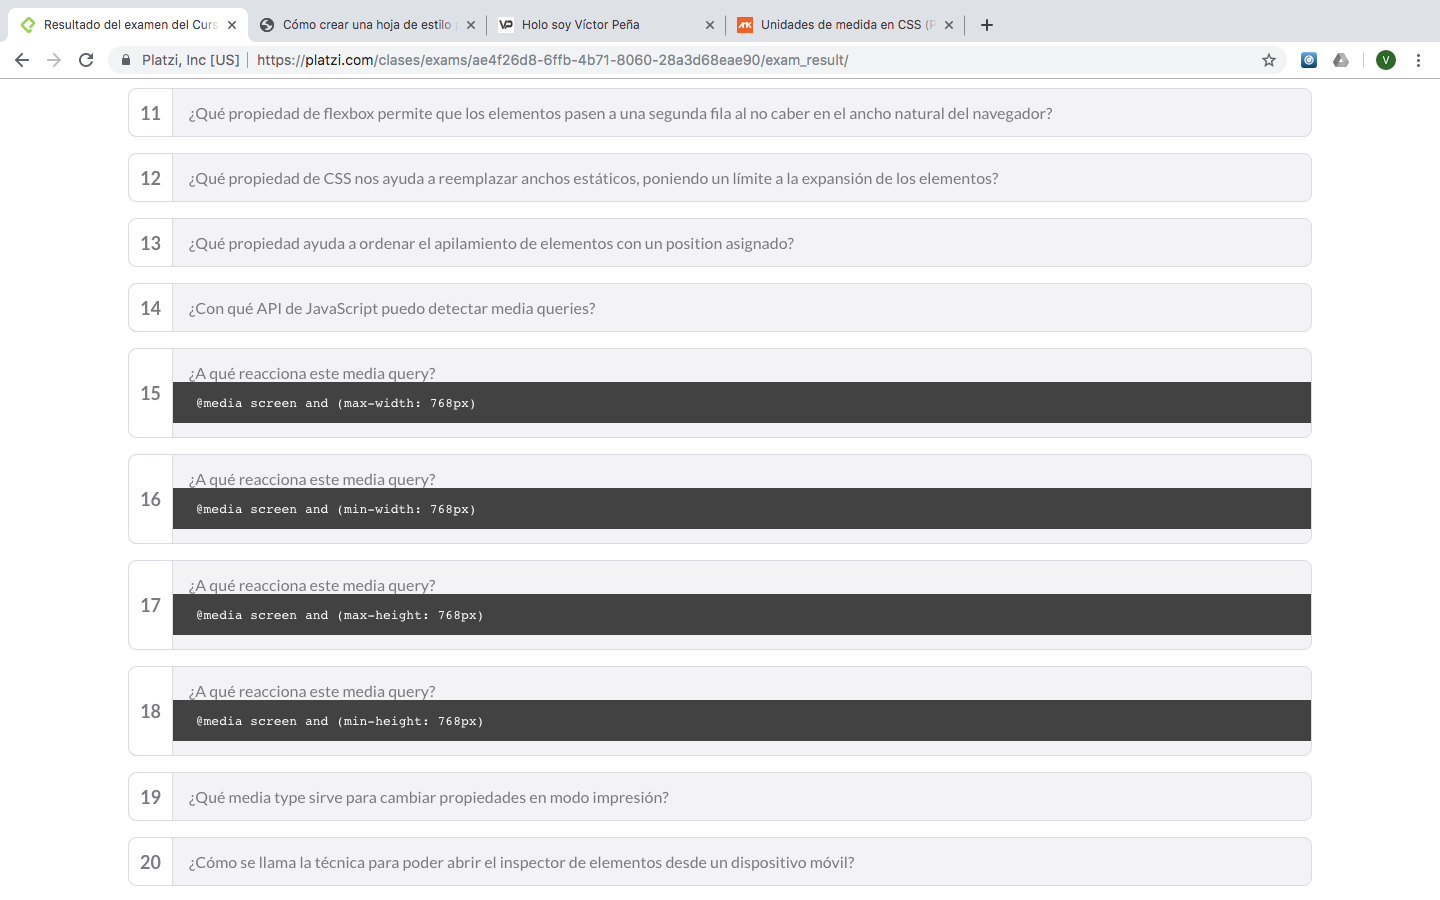 Resultado del examen del Curs
Cómo crear una hoja de estilo
Holo soy Víctor Peña
Unidades de medida en CSS (P
Platzi, Inc [US]
https://platzi.com/clases/exams/ae4f26d8-6ffb-4b71-8060-28a3d68eae90/exam_result/
V
11 ¿Qué propiedad de flexbox permite que los elementos pasen a una segunda fila al no caber en el ancho natural del navegador?
12 ¿Qué propiedad de CSS nos ayuda a reemplazar anchos estáticos, poniendo un límite a la expansión de los elementos?
13 ¿Qué propiedad ayuda a ordenar el apilamiento de elementos con un position asignado?
14 ¿Con qué API de JavaScript puedo detectar media queries?
15 ¿A qué reacciona este media query?
@media screen and (max-width: 768px)
16 ¿A qué reacciona este media query?
@media screen and (min-width: 768px)
17 ¿A qué reacciona este media query?
@media screen and (max-height: 768px)
18 ¿A qué reacciona este media query?
@media screen and (min-height: 768px)
19 ¿Qué media type sirve para cambiar propiedades en modo impresión?
20 ¿Cómo se llama la técnica para poder abrir el inspector de elementos desde un dispositivo móvil?